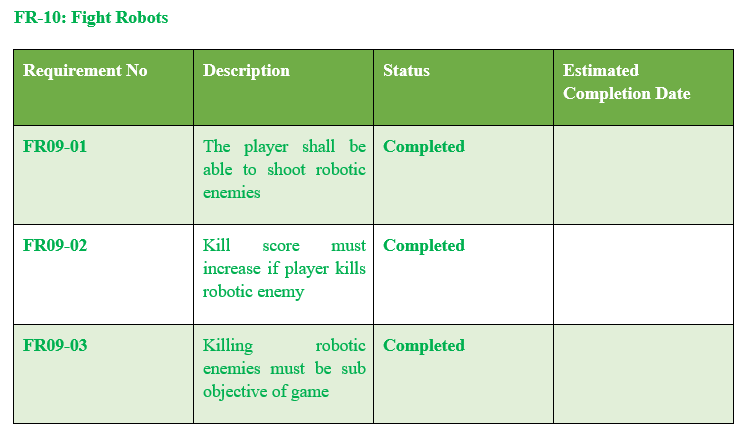 FR-10: Fight Robots
Requirement No
Description
Status
Estimated
Completion Date
FR09-01
The player shall be
able to shoot robotic
enemies
Completed
FR09-02
Kill score must
increase if player kills
robotic enemy
Completed
FR09-03
Killing robotic
enemies must be sub
objective of game
Completed